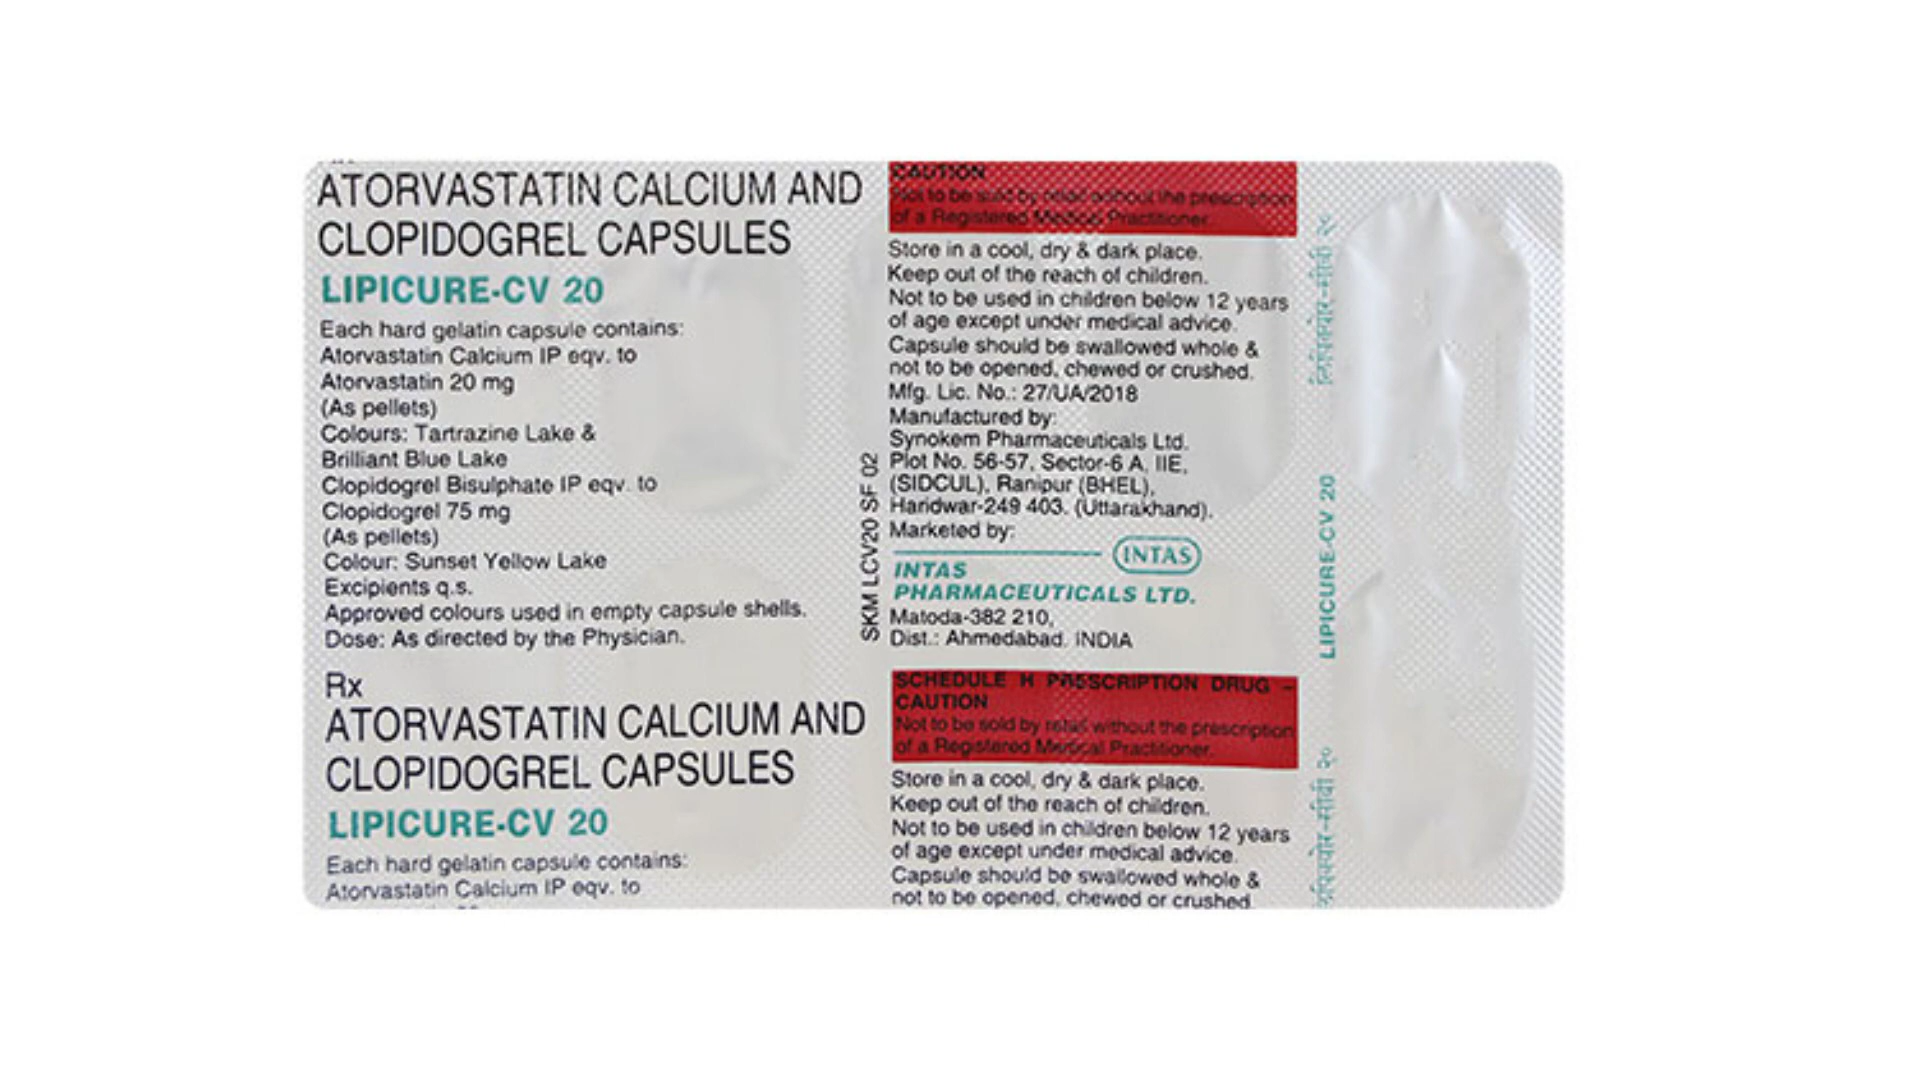 ATORVASTATIN CALCIUM AND
CLOPIDOGREL CAPSULES
LIPICURE-CV 20
Each hard gelatin capsule contains:
Atorvastatin Calcium IP eqv. to
Atorvastatin 20 mg
(As pellets)
Colours: Tartrazine Lake &
Brilliant Blue Lake
Clopidogrel Bisulphate IP eqv. to
Clopidogrel 75 mg
(As pellets)
Colour: Sunset Yellow Lake
Excipients q.s.
Approved colours used in empty capsule shells.
Dose: As directed by the Physician.
Rx
ATORVASTATIN CALCIUM AND
CLOPIDOGREL CAPSULES
LIPICURE-CV 20
Each hard gelatin capsule contains:
Atorvastatin Calcium IP eqv. to
SKM LCV20 SF 02
CAUTION
Not to be sold by retail without the prescription
of a Registered Medical Practitioner.
Store in a cool, dry & dark place.
Keep out of the reach of children.
Not to be used in children below 12 years
of age except under medical advice.
Capsule should be swallowed whole &
not to be opened, chewed or crushed.
Mfg. Lic. No.: 27/UA/2018
Manufactured by:
Synokem Pharmaceuticals Ltd.
Plot No. 56-57, Sector-6 A, IIE,
(SIDCUL), Ranipur (BHEL),
Haridwar-249 403. (Uttarakhand).
Marketed by:
INTAS
INTAS
PHARMACEUTICALS LTD.
Matoda-382 210,
Dist.: Ahmedabad. INDIA
SCHEDULE H PRESCRIPTION DRUG –
CAUTION
Not to be sold by retail without the prescription
of a Registered Medical Practitioner.
Store in a cool, dry & dark place.
Keep out of the reach of children.
Not to be used in children below 12 years
of age except under medical advice.
Capsule should be swallowed whole &
not to be opened, chewed or crushed
LIPICURE-CV 20